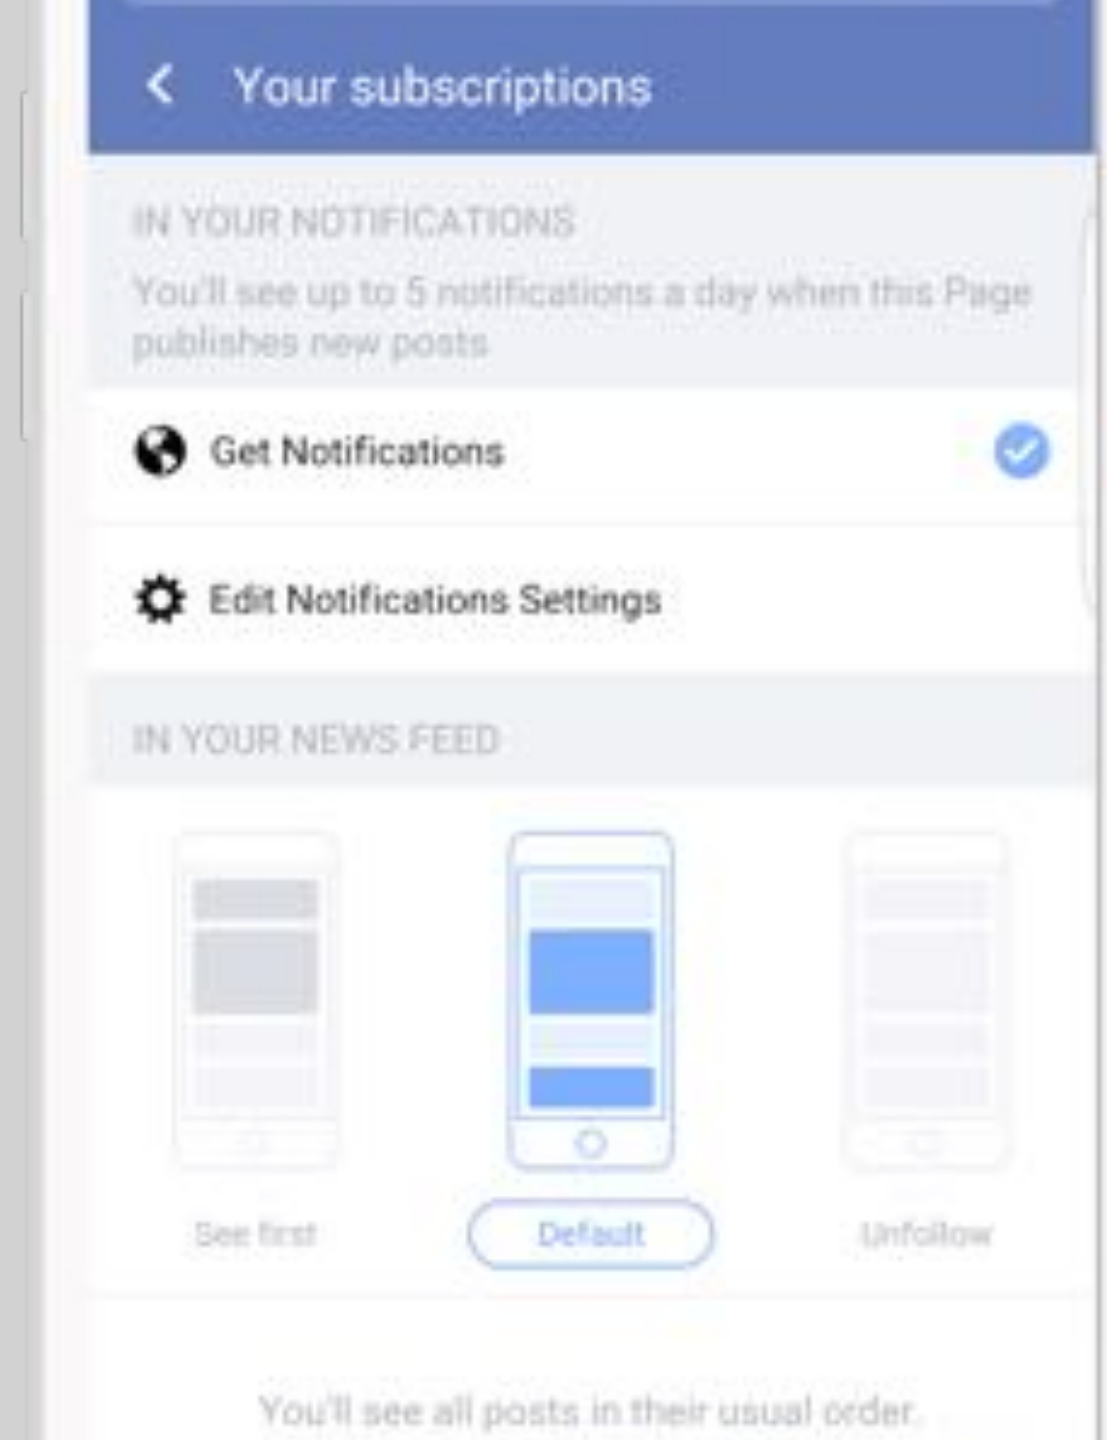 Your subscriptions
IN YOUR NOTIFICATIONS
You'll see up to 5 notifications a day when this Page
publishes new posts
Get Notifications
Edit Notifications Settings
IN YOUR NEWS FEED
See first
Default
Unfollow
You'll see all posts in their usual order.